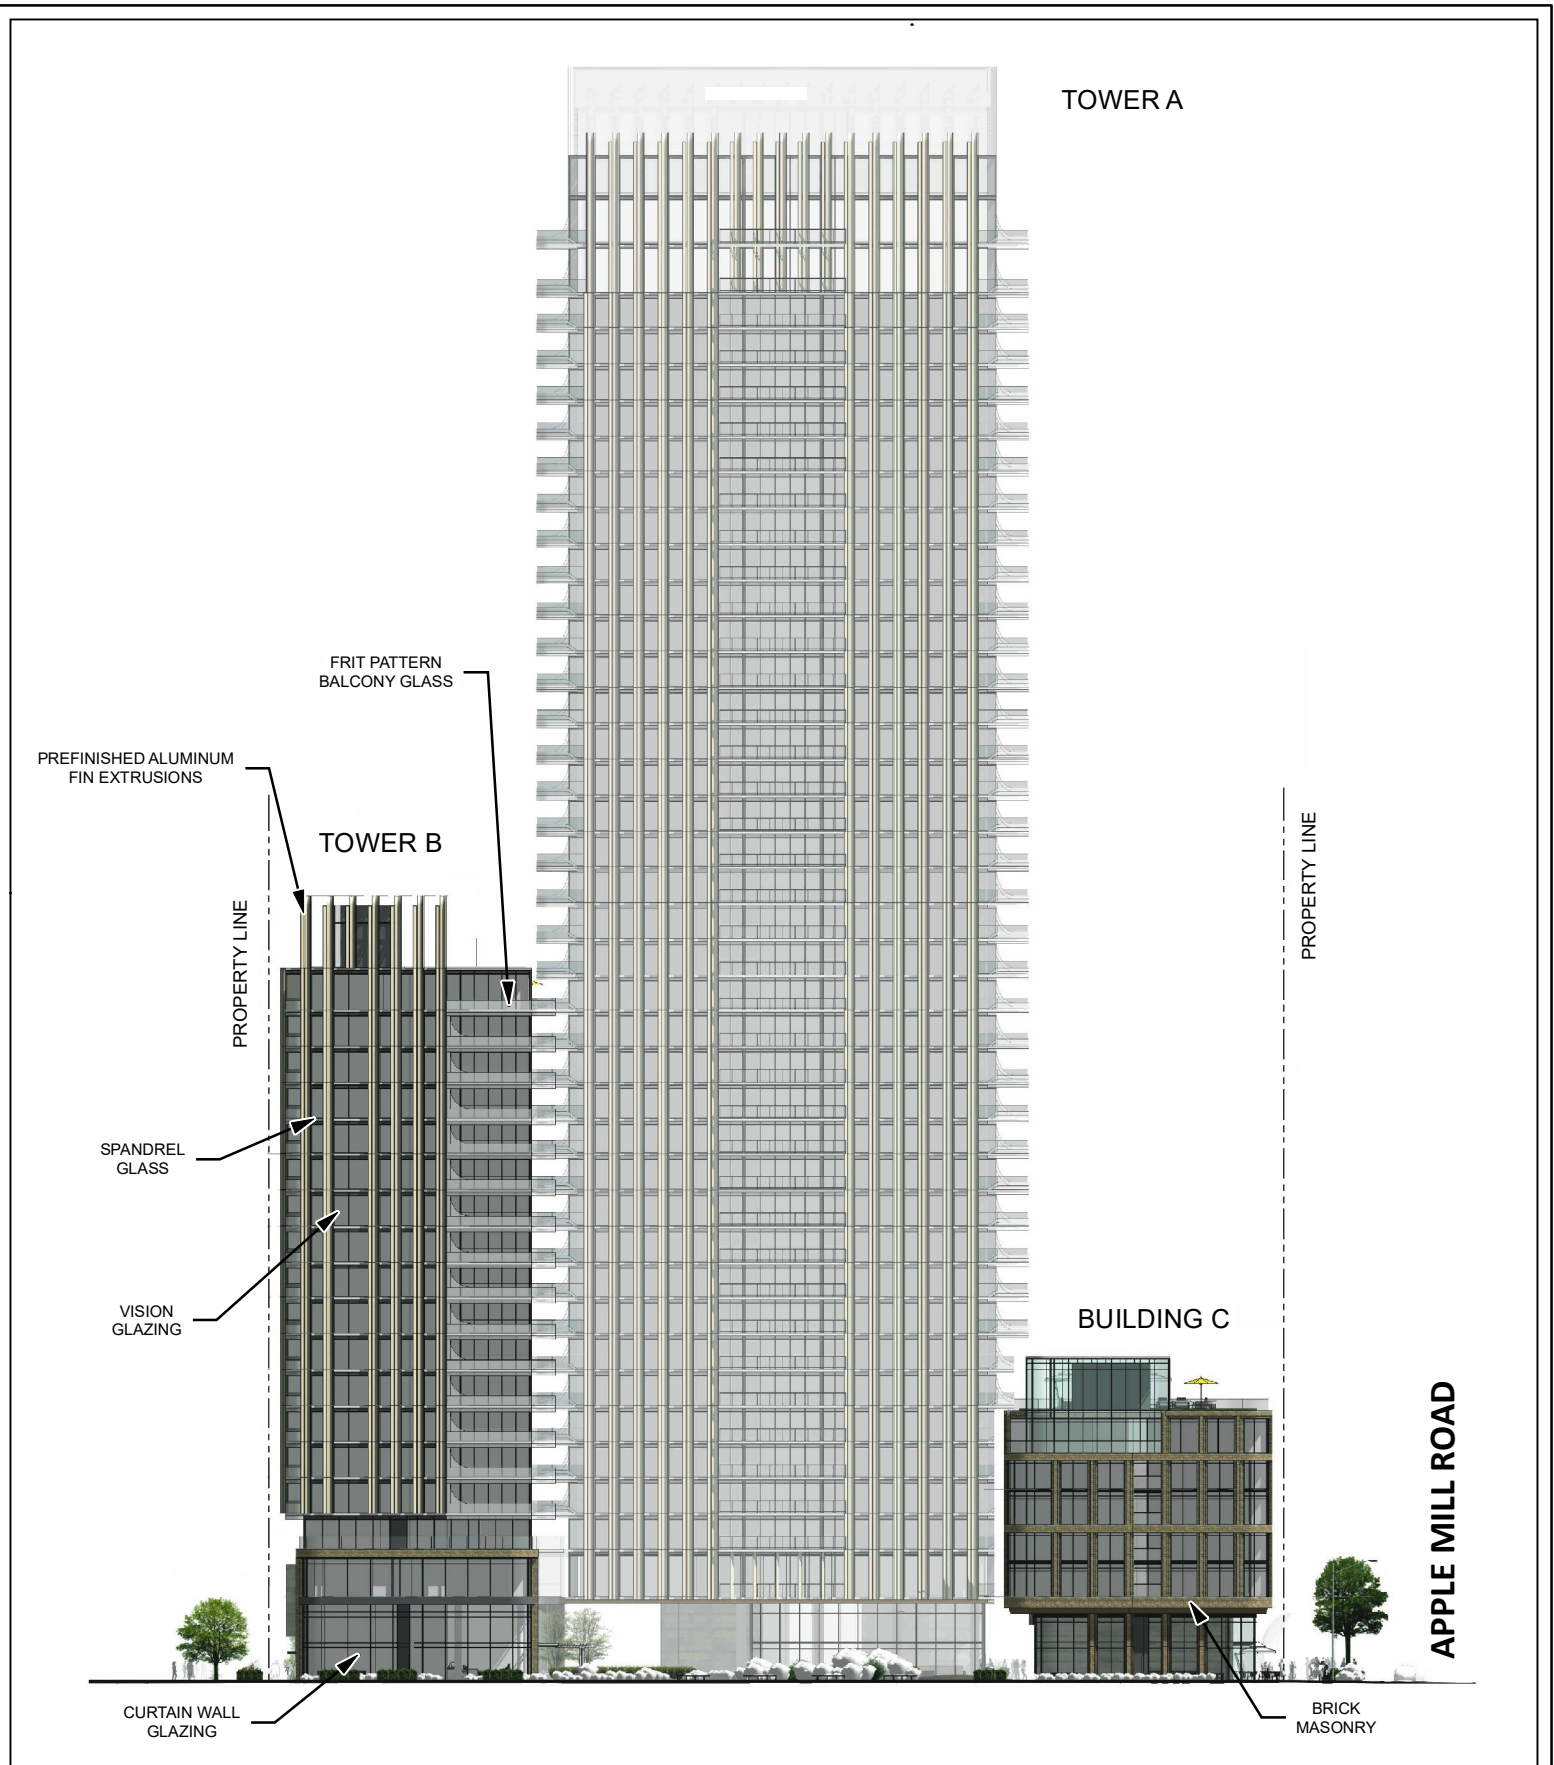 TOWER A
FRIT PATTERN
BALCONY GLASS
PREFINISHED ALUMINUM
FIN EXTRUSIONS
TOWER B
PROPERTY LINE
PROPERTY LINE
SPANDREL
GLASS
VISION
GLAZING
BUILDING C
APPLE MILL ROAD
CURTAIN WALL
GLAZING
BRICK
MASONRY